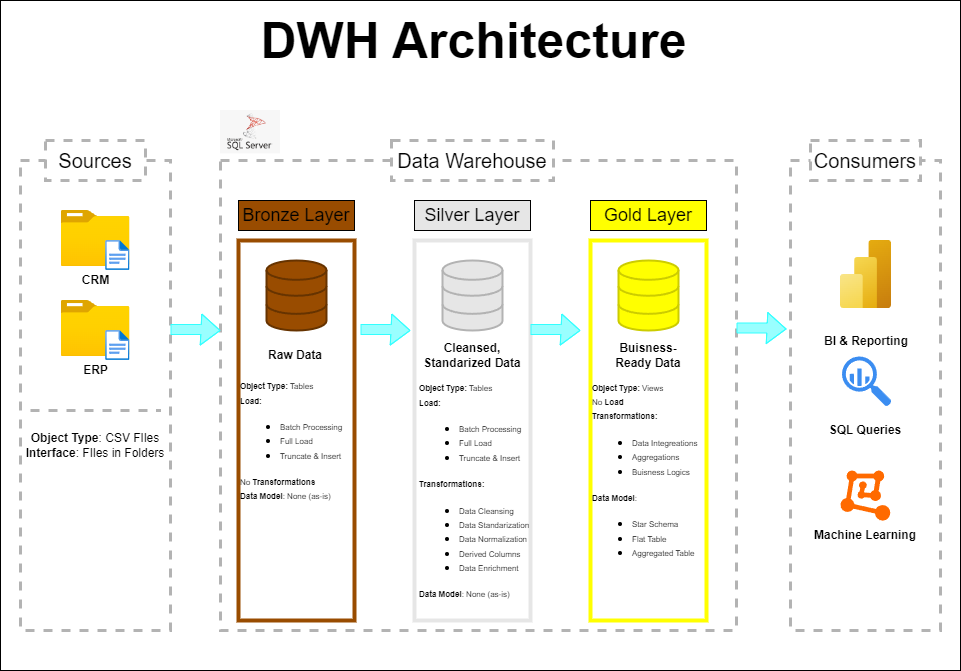 DWH Architecture
Microsoft
SQL Server
Sources
CRM
ERP
Object Type: CSV FIles
Interface: FIles in Folders
Data Warehouse
Bronze Layer
Raw Data
Object Type: Tables
Load:
Batch Processing
Full Load
Truncate & Insert
No Transformations
Data Model: None (as-is)
Silver Layer
Cleansed,
Standarized Data
Object Type: Tables
Load:
Batch Processing
Full Load
Truncate & Insert
Transformations:
Data Cleansing
Data Standarization
Data Normalization
Derived Columns
Data Enrichment
Data Model: None (as-is)
Gold Layer
Buisness-
Ready Data
Object Type: Views
No Load
Transformations:
Data Integreations
Aggregations
Buisness Logics
Data Model:
Star Schema
Flat Table
Aggregated Table
Consumers
BI & Reporting
SQL Queries
Machine Learning